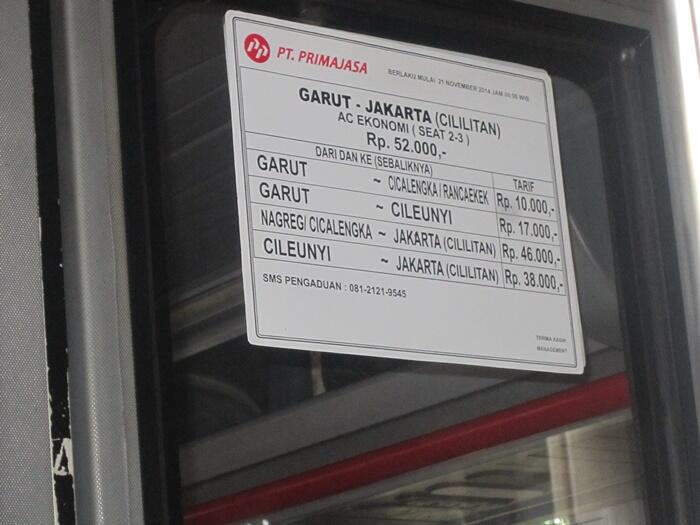 PP PT. PRIMAJASA
BERLAKU MULAI 21 NOVEMBER 2014 JAM 00:00 WIB
GARUT - JAKARTA (CILILITAN)
AC EKONOMI ( SEAT 2-3 )
Rp. 52.000,-
DARI DAN KE (SEBALIKNYA) TARIF
GARUT ~ CICALENGKA/ RANCAEKEK Rp. 10.000,-
GARUT ~ CILEUNYI Rp. 17.000,-
NAGREG/ CICALENGKA ~ JAKARTA (CILILITAN) Rp. 46.000,-
CILEUNYI ~ JAKARTA (CILILITAN) Rp. 38.000,-
SMS PENGADUAN : 081-2121-9545
TERIMA KASIH
MANAGEMENT